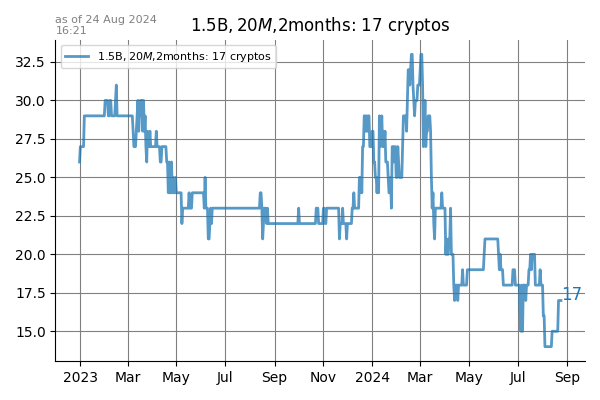 as of 24 Aug 2024
16:21
1.5B, 20M,2months: 17 cryptos
1.5B, 20M,2months: 17 cryptos
32.5
30.0
27.5
25.0
22.5
20.0
17.5
15.0
17
2023 Mar May Jul Sep Nov 2024 Mar May Jul Sep